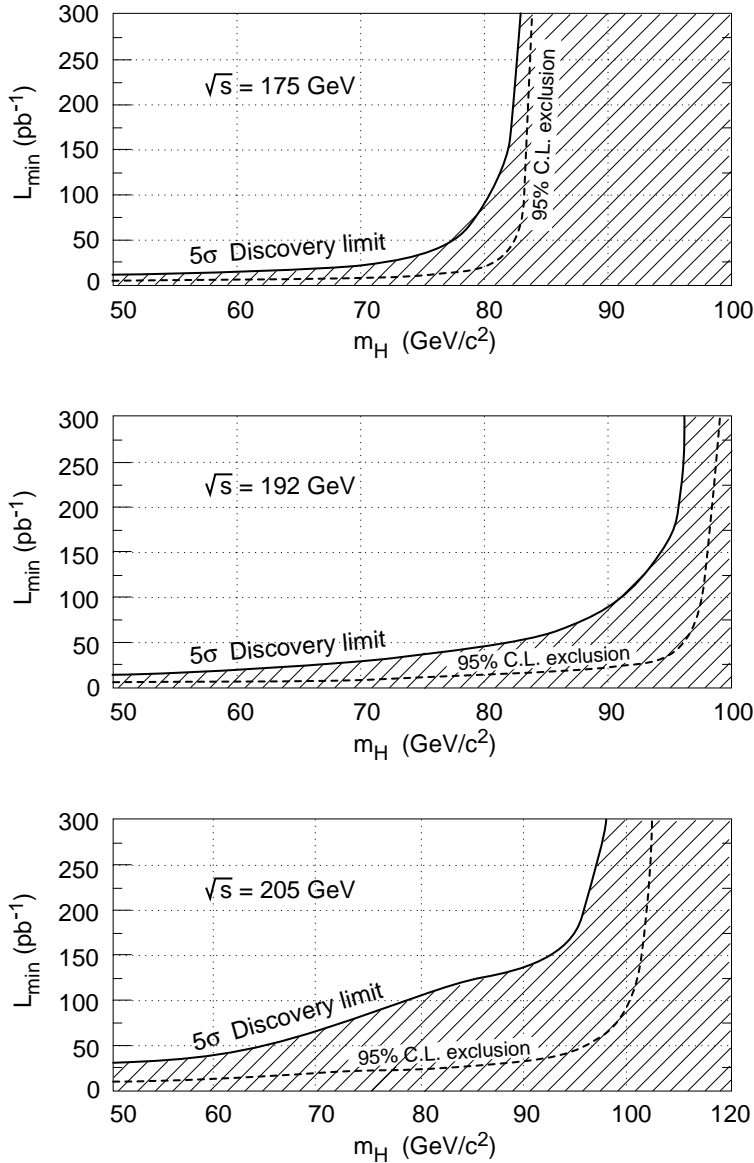 300
250
200
150
100
50
0
L_min (pb⁻¹)
√s = 175 GeV
5σ Discovery limit
95% C.L. exclusion
50 60 70 80 90 100
m_H (GeV/c²)
300
250
200
150
100
50
0
L_min (pb⁻¹)
√s = 192 GeV
5σ Discovery limit
95% C.L. exclusion
50 60 70 80 90 100
m_H (GeV/c²)
300
250
200
150
100
50
0
L_min (pb⁻¹)
√s = 205 GeV
5σ Discovery limit
95% C.L. exclusion
50 60 70 80 90 100 120
m_H (GeV/c²)